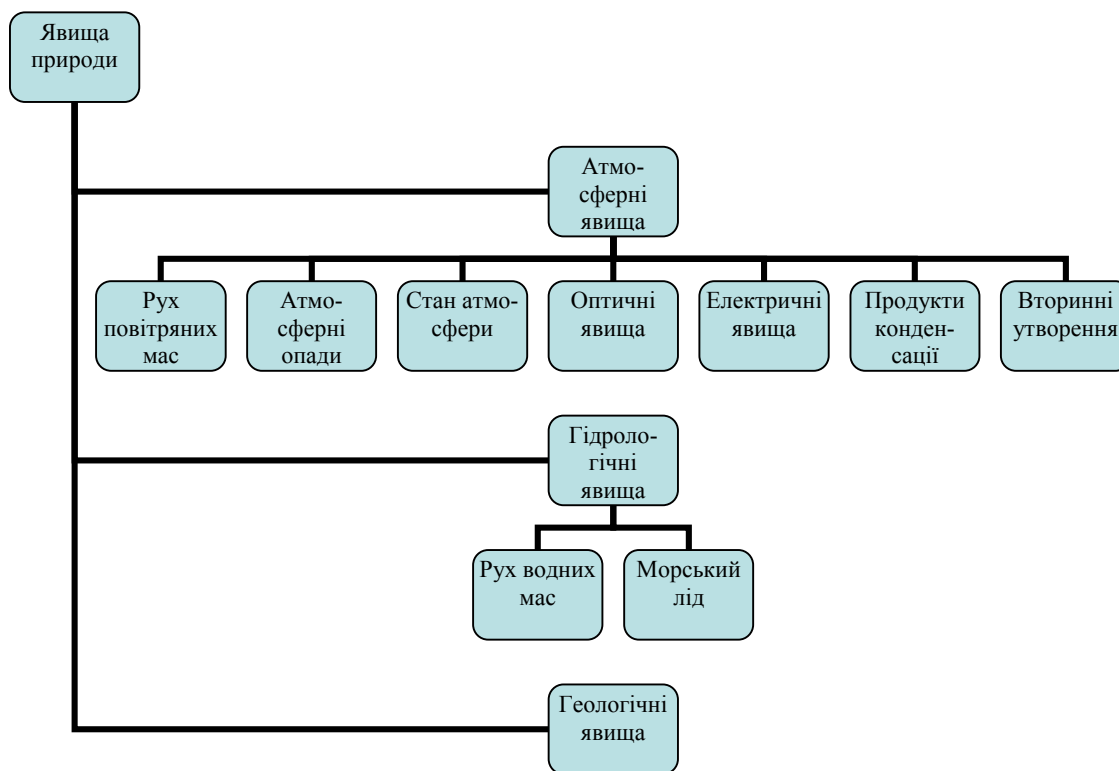 Явища
природи
Атмо-
сферні
явища
Рух
повітряних
мас
Атмо-
сферні
опади
Стан атмо-
сфери
Оптичні
явища
Електричні
явища
Продукти
конден-
сації
Вторинні
утворення
Гідроло-
гічні
явища
Рух водних
мас
Морський
лід
Геологічні
явища